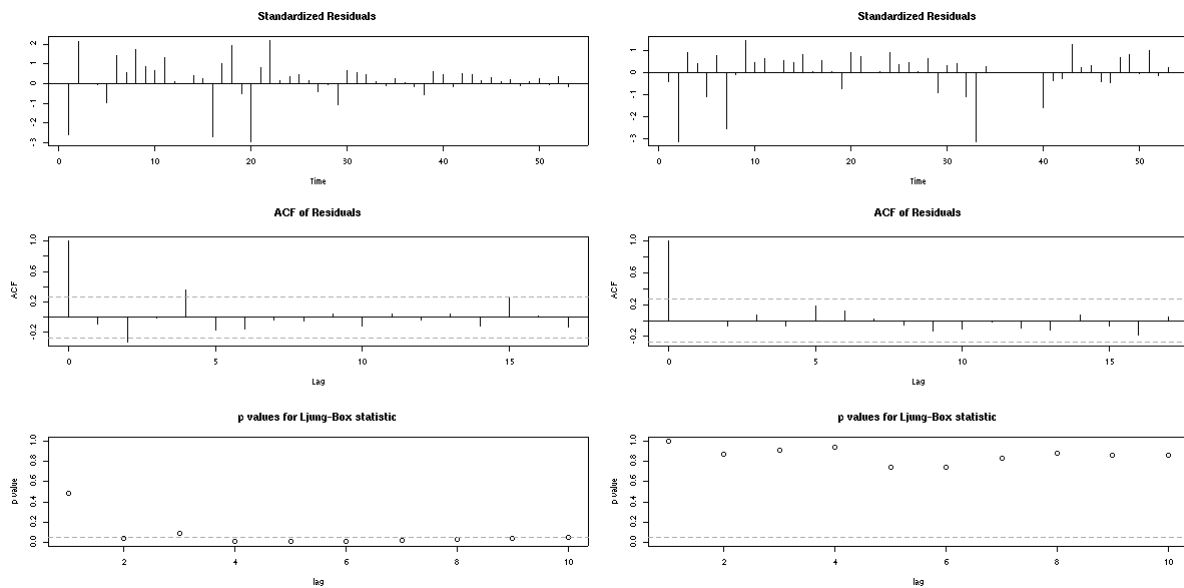 Standardized Residuals
2
1
0
-1
-2
-3
0 10 20 30 40 50
Time
ACF of Residuals
ACF
1.0
0.6
0.2
-0.2
0 5 10 15
Lag
p values for Ljung-Box statistic
p value
1.0
0.8
0.6
0.4
0.2
0.0
2 4 6 8 10
lag
Standardized Residuals
1
0
-1
-2
-3
0 10 20 30 40 50
Time
ACF of Residuals
ACF
1.0
0.6
0.2
-0.2
0 5 10 15
Lag
p values for Ljung-Box statistic
p value
1.0
0.8
0.6
0.4
0.2
0.0
2 4 6 8 10
lag